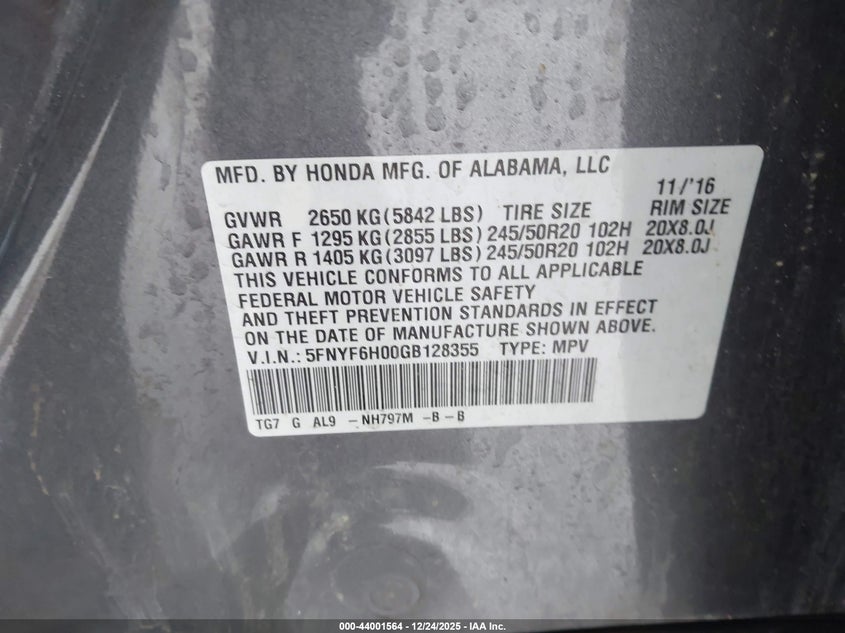 MFD. BY HONDA MFG. OF ALABAMA, LLC
11/'16
GVWR 2650 KG (5842 LBS) TIRE SIZE RIM SIZE
GAWR F 1295 KG (2855 LBS) 245/50R20 102H 20X8.0J
GAWR R 1405 KG (3097 LBS) 245/50R20 102H 20X8.0J
THIS VEHICLE CONFORMS TO ALL APPLICABLE
FEDERAL MOTOR VEHICLE SAFETY
AND THEFT PREVENTION STANDARDS IN EFFECT
ON THE DATE OF MANUFACTURE SHOWN ABOVE.
V.I.N.: 5FNYF6H00GB128355 TYPE: MPV
TG7 G AL9 - NH797M -B - B
000-44001564 - 12/24/2025 - IAA Inc.